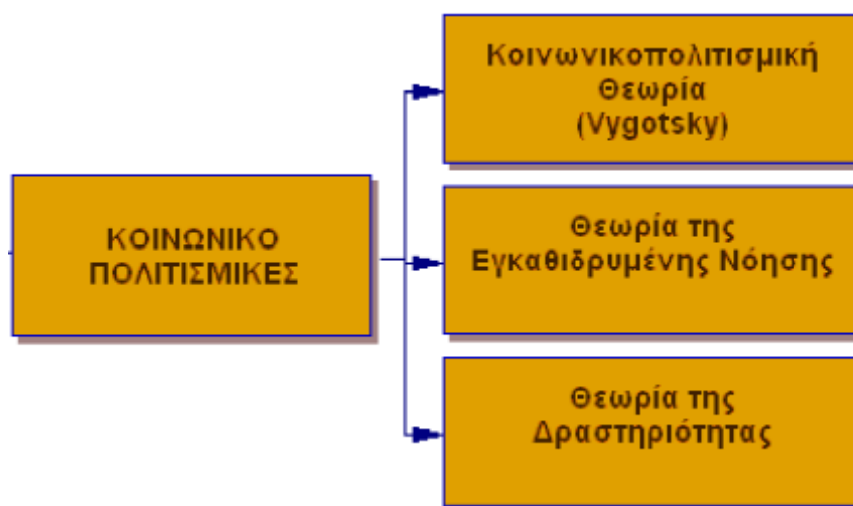 ΚΟΙΝΩΝΙΚΟ
ΠΟΛΙΤΙΣΜΙΚΕΣ
Κοινωνικοπολιτισμική
Θεωρία
(Vygotsky)
Θεωρία της
Εγκαθιδρυμένης Νόησης
Θεωρία της
Δραστηριότητας